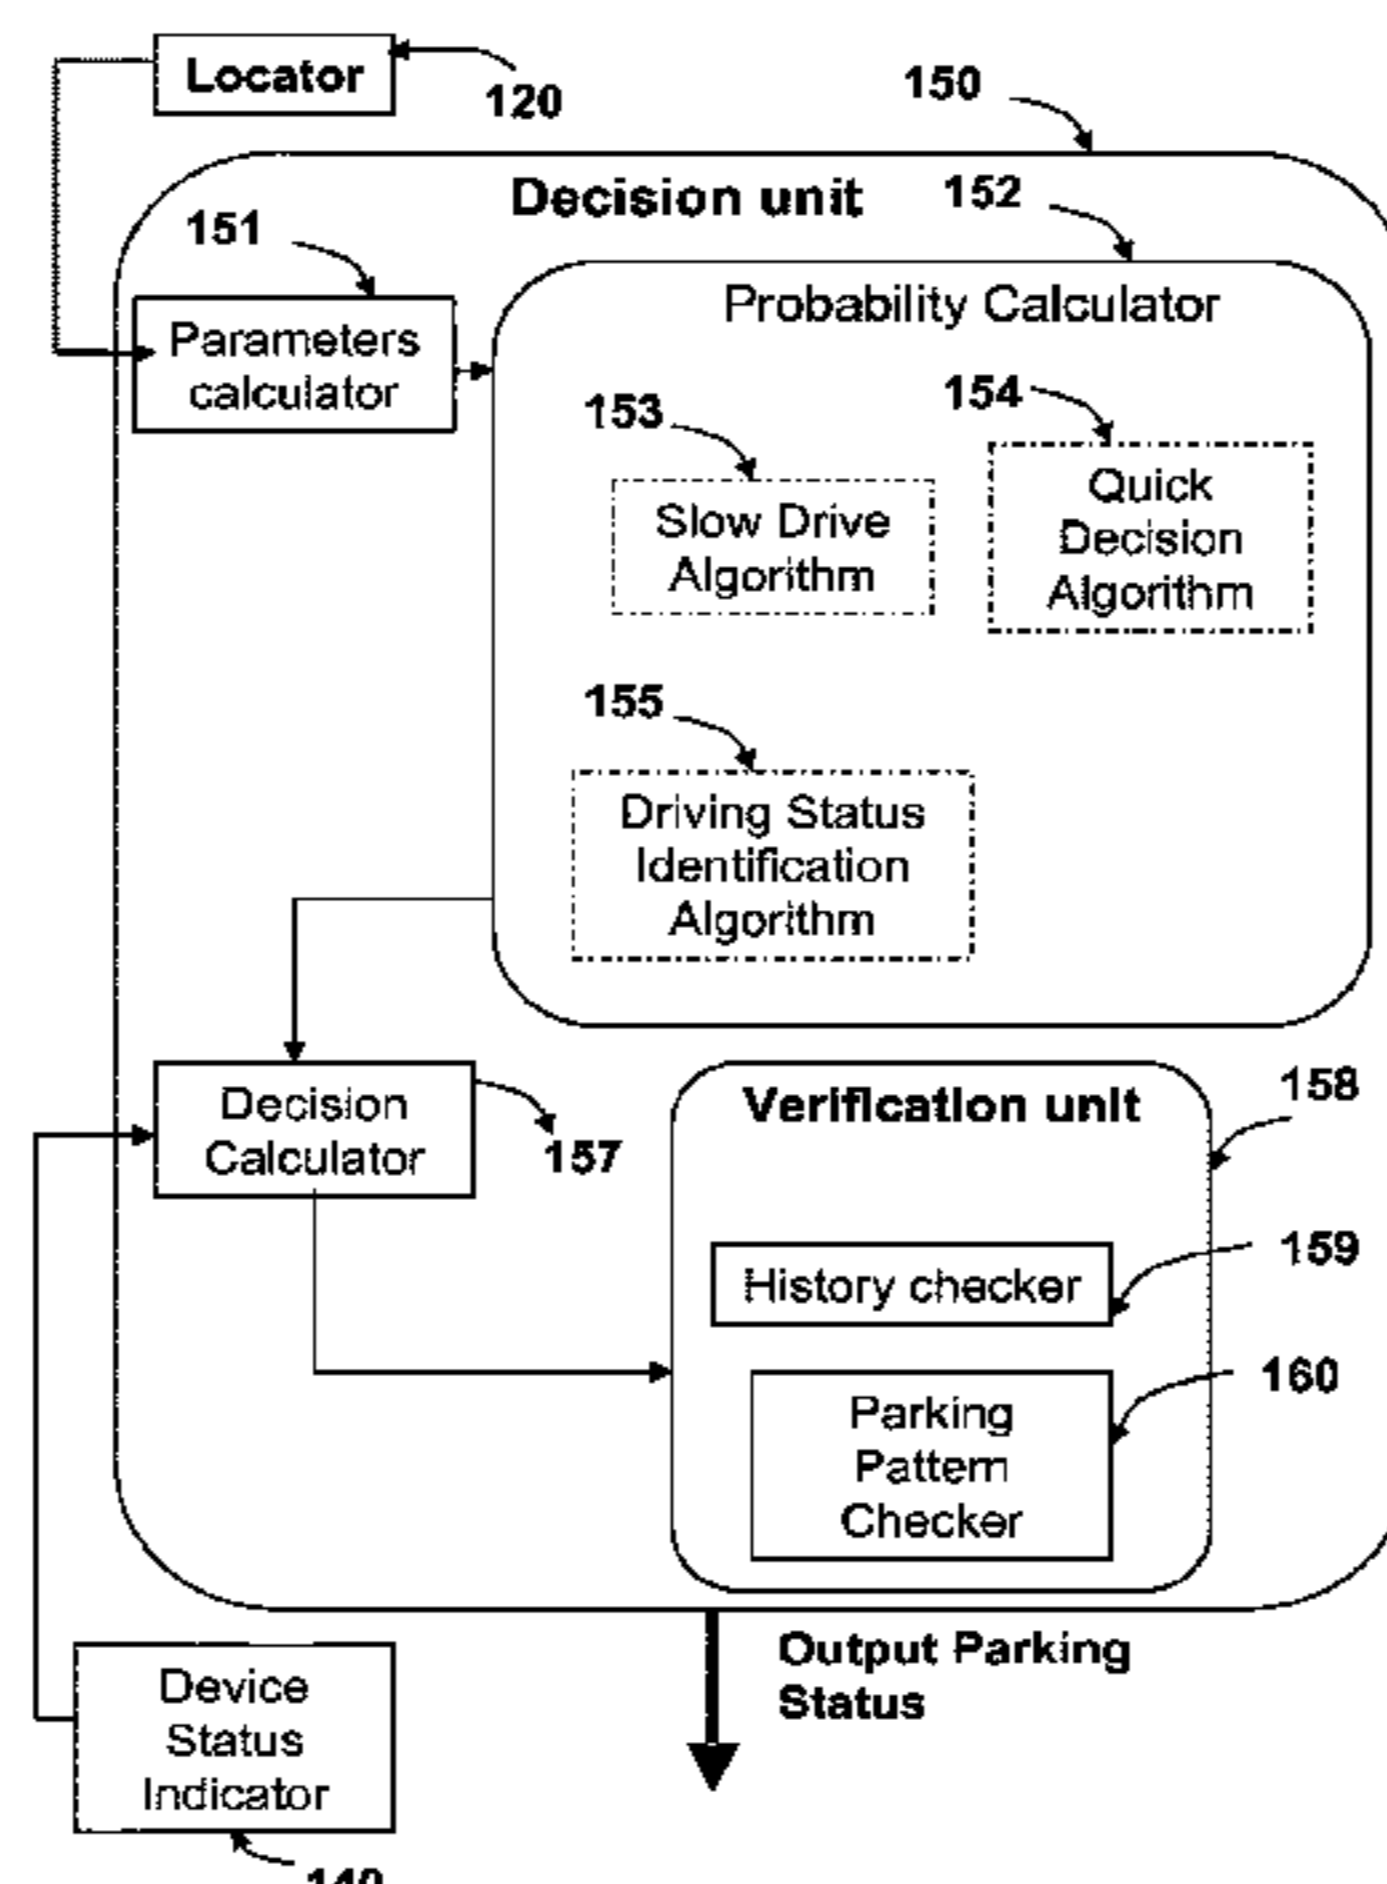 Locator
120
150
Decision unit
152
151
Probability Calculator
Parameters
calculator
154
153
Quick
Decision
Algorithm
Slow Drive
Algorithm
155
Driving Status
Identification
Algorithm
Decision
Calculator
157
Verification unit
158
History checker
159
Parking
Pattern
Checker
160
Output Parking
Status
Device
Status
Indicator